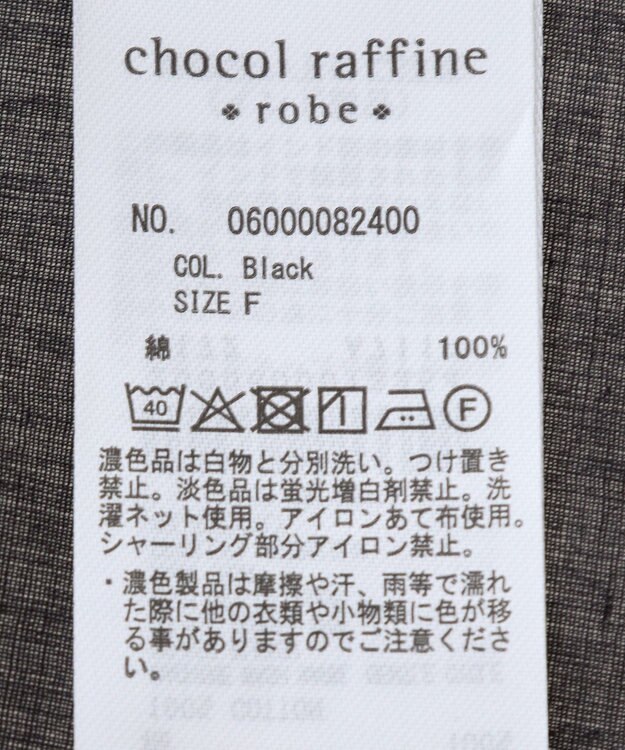 chocol raffine
robe
NO. 06000082400
COL. Black
SIZE F
綿 100%
40 F
濃色品は白物と分別洗い。つけ置き
禁止。淡色品は蛍光増白剤禁止。洗
濯ネット使用。アイロンあて布使用。
シャーリング部分アイロン禁止。
・濃色製品は摩擦や汗、雨等で濡れ
た際に他の衣類や小物類に色が移
る事がありますのでご注意くださ
い。